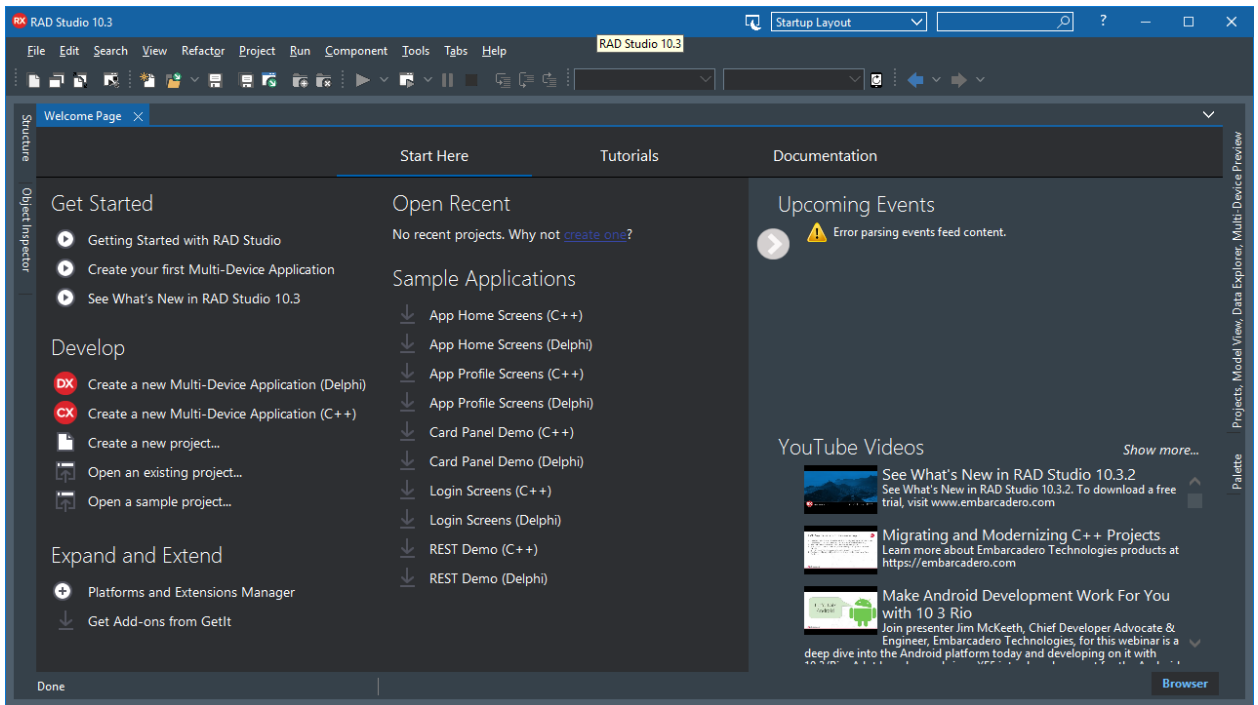 RX RAD Studio 10.3
Startup Layout
?
RAD Studio 10.3
File Edit Search View Refactor Project Run Component Tools Tabs Help
Structure
Object Inspector
Welcome Page
Start Here Tutorials Documentation
Get Started
Getting Started with RAD Studio
Create your first Multi-Device Application
See What's New in RAD Studio 10.3
Develop
DX Create a new Multi-Device Application (Delphi)
CX Create a new Multi-Device Application (C++)
Create a new project...
Open an existing project...
Open a sample project...
Expand and Extend
Platforms and Extensions Manager
Get Add-ons from GetIt
Open Recent
No recent projects. Why not create one?
Sample Applications
App Home Screens (C++)
App Home Screens (Delphi)
App Profile Screens (C++)
App Profile Screens (Delphi)
Card Panel Demo (C++)
Card Panel Demo (Delphi)
Login Screens (C++)
Login Screens (Delphi)
REST Demo (C++)
REST Demo (Delphi)
Upcoming Events
Error parsing events feed content.
YouTube Videos
Show more...
See What's New in RAD Studio 10.3.2
See What's New in RAD Studio 10.3.2. To download a free
trial, visit www.embarcadero.com
Migrating and Modernizing C++ Projects
Learn more about Embarcadero Technologies products at
https://embarcadero.com
Make Android Development Work For You
with 10 3 Rio
Join presenter Jim McKeeth, Chief Developer Advocate &
Engineer, Embarcadero Technologies, for this webinar is a
deep dive into the Android platform today and developing on it with
Projects, Model View, Data Explorer, Multi-Device Preview
Palette
Done
Browser